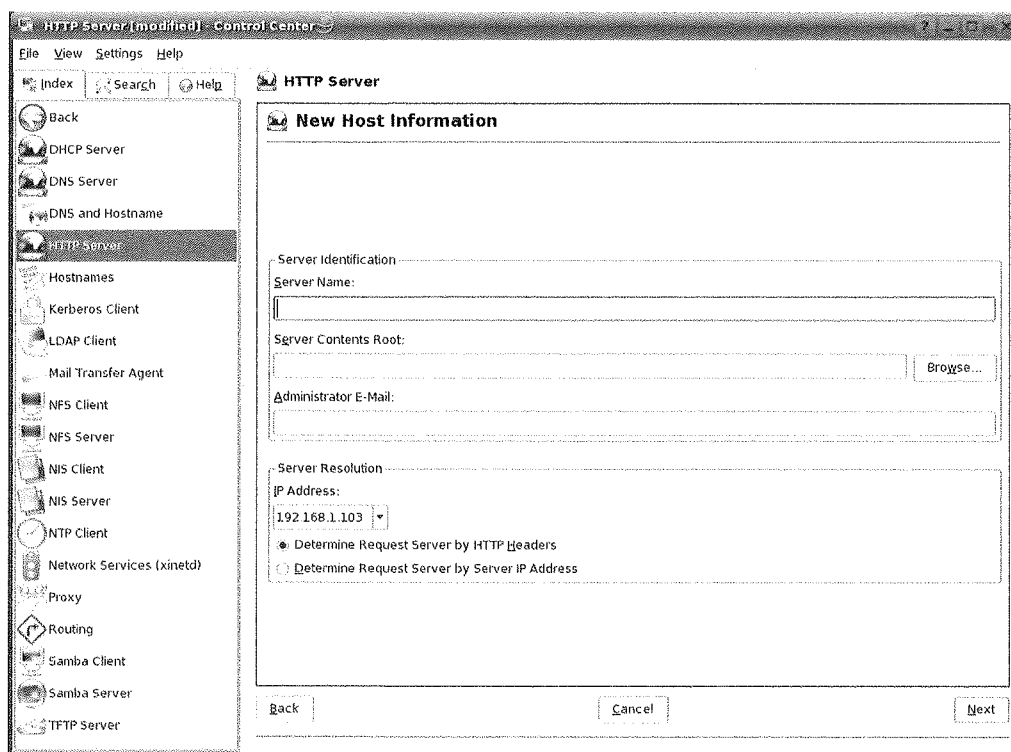 HTTP Server [modified] - Control Center
File View Settings Help
Index Search Help
Back
DHCP Server
DNS Server
DNS and Hostname
HTTP Server
Hostnames
Kerberos Client
LDAP Client
Mail Transfer Agent
NFS Client
NFS Server
NIS Client
NIS Server
NTP Client
Network Services (xinetd)
Proxy
Routing
Samba Client
Samba Server
TFTP Server
HTTP Server
New Host Information
Server Identification
Server Name:
Server Contents Root:
Browse...
Administrator E-Mail:
Server Resolution
IP Address:
192.168.1.103
Determine Request Server by HTTP Headers
Determine Request Server by Server IP Address
Back Cancel Next